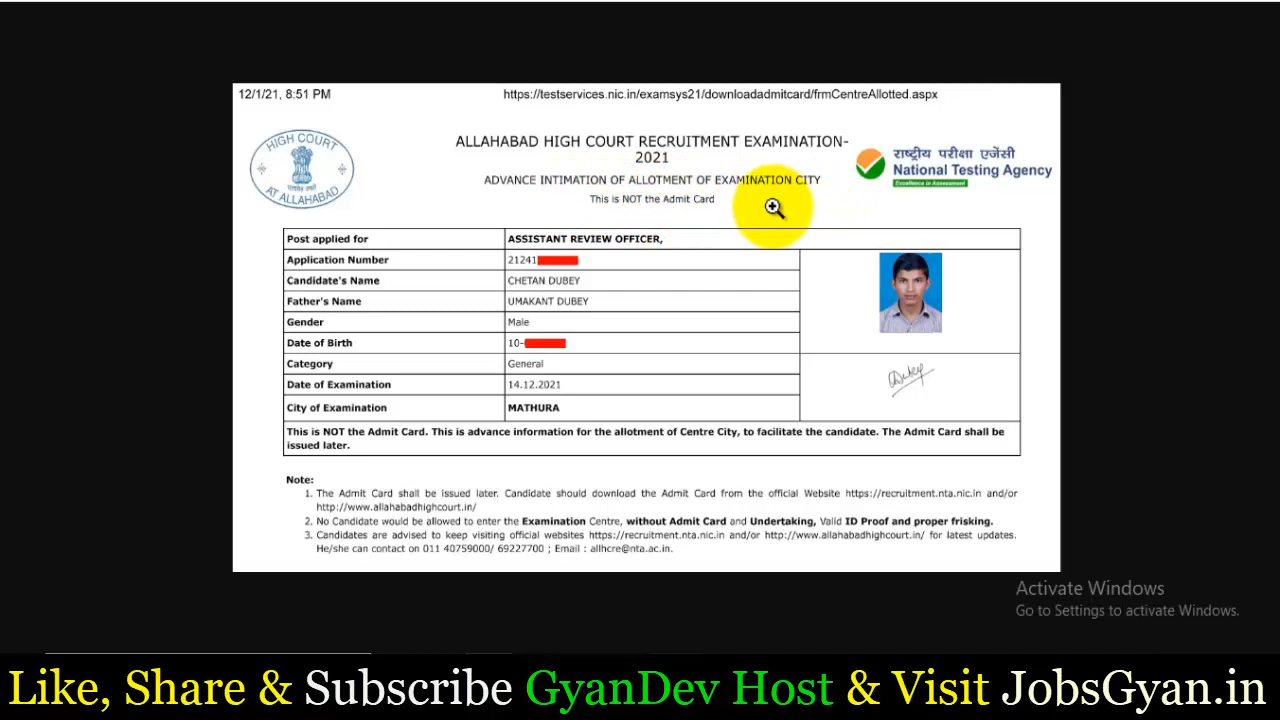 12/1/21, 8:51 PM https://testservices.nic.in/examsys21/downloadadmitcard/frmCentreAllotted.aspx
HIGH COURT
सत्यमेव जयते
AT ALLAHABAD
ALLAHABAD HIGH COURT RECRUITMENT EXAMINATION-
2021
ADVANCE INTIMATION OF ALLOTMENT OF EXAMINATION CITY
This is NOT the Admit Card
राष्ट्रीय परीक्षा एजेंसी
National Testing Agency
Excellence in Assessment
Post applied for ASSISTANT REVIEW OFFICER,
Application Number 21241
Candidate's Name CHETAN DUBEY
Father's Name UMAKANT DUBEY
Gender Male
Date of Birth 10-
Category General
Date of Examination 14.12.2021
City of Examination MATHURA
Dubey
This is NOT the Admit Card. This is advance information for the allotment of Centre City, to facilitate the candidate. The Admit Card shall be
issued later.
Note:
1. The Admit Card shall be issued later. Candidate should download the Admit Card from the official Website https://recruitment.nta.nic.in and/or
http://www.allahabadhighcourt.in/
2. No Candidate would be allowed to enter the Examination Centre, without Admit Card and Undertaking, Valid ID Proof and proper frisking.
3. Candidates are advised to keep visiting official websites https://recruitment.nta.nic.in and/or http://www.allahabadhighcourt.in/ for latest updates.
He/she can contact on 011 40759000/ 69227700 ; Email : allhcre@nta.ac.in.
Activate Windows
Go to Settings to activate Windows.
Like, Share & Subscribe GyanDev Host & Visit JobsGyan.in